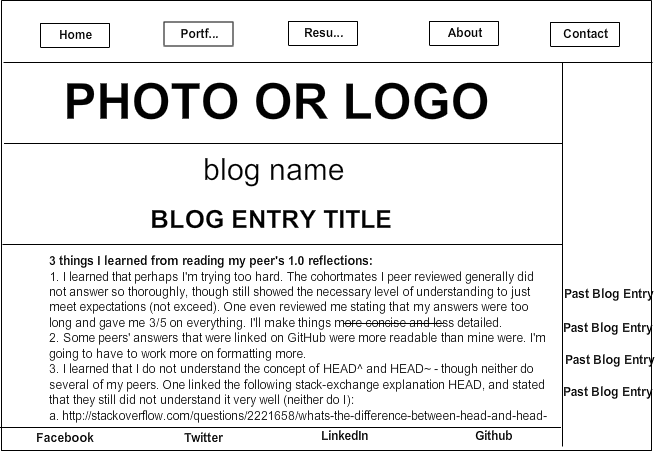 Home
Portf...
Resu...
About
Contact
PHOTO OR LOGO
blog name
BLOG ENTRY TITLE
3 things I learned from reading my peer's 1.0 reflections:
1. I learned that perhaps I'm trying too hard. The cohortmates I peer reviewed generally did
not answer so thoroughly, though still showed the necessary level of understanding to just
meet expectations (not exceed). One even reviewed me stating that my answers were too
long and gave me 3/5 on everything. I'll make things more concise and less detailed.
2. Some peers' answers that were linked on GitHub were more readable than mine were. I'm
going to have to work more on formatting more.
3. I learned that I do not understand the concept of HEAD^ and HEAD~ - though neither do
several of my peers. One linked the following stack-exchange explanation HEAD, and stated
that they still did not understand it very well (neither do I):
a. http://stackoverflow.com/questions/2221658/whats-the-difference-between-head-and-head-
Past Blog Entry
Past Blog Entry
Past Blog Entry
Past Blog Entry
Facebook
Twitter
LinkedIn
Github